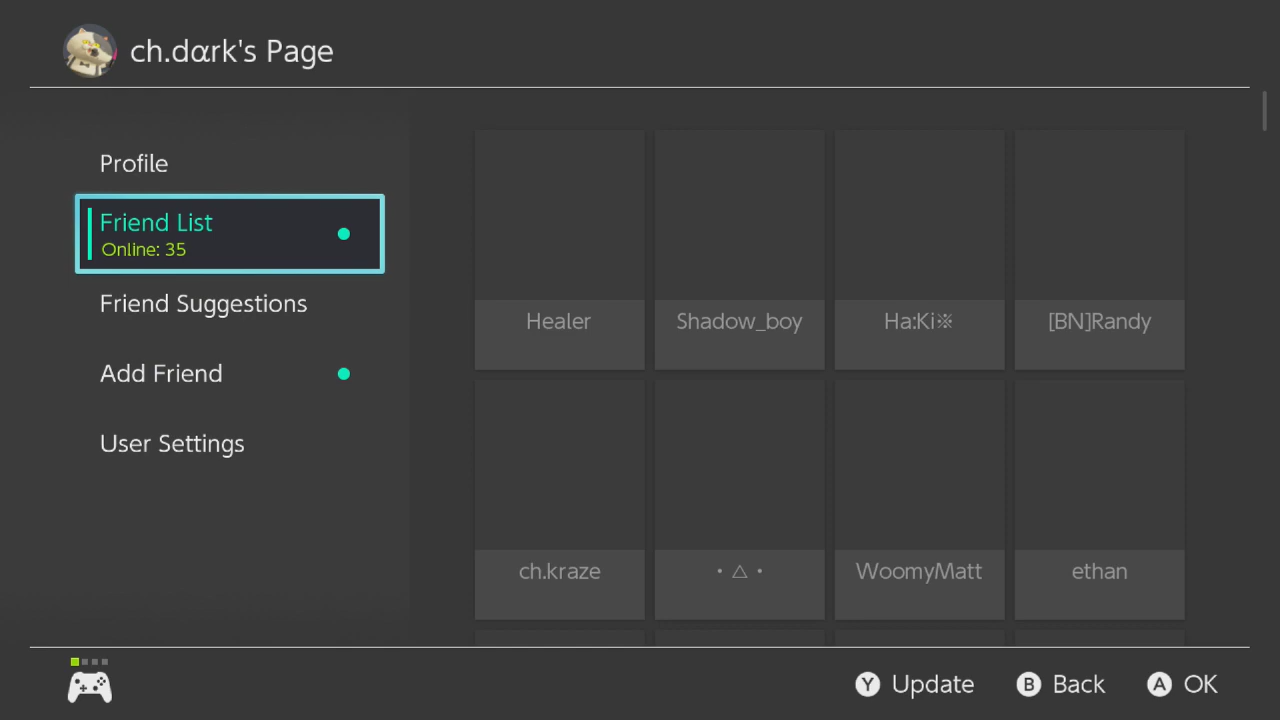 ch.dαrk's Page
Profile
Friend List
Online: 35
Friend Suggestions
Add Friend
User Settings
Healer
Shadow_boy
Ha:Ki※
[BN]Randy
ch.kraze
・△・
WoomyMatt
ethan
Y Update
B Back
A OK